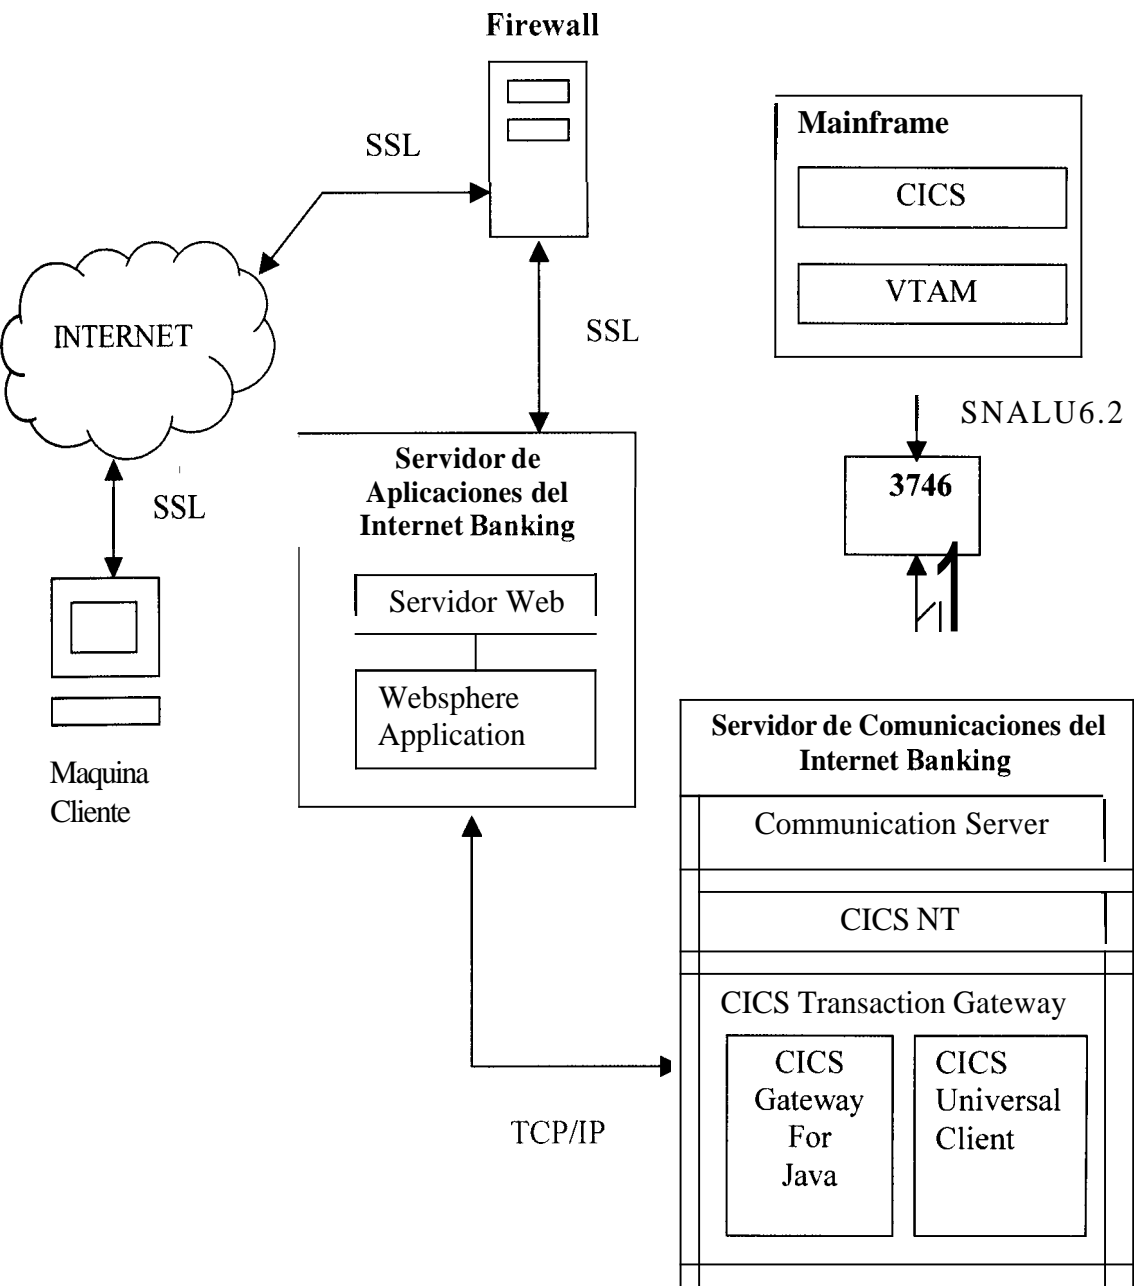 Firewall
SSL
Mainframe
CICS
VTAM
INTERNET
SSL
SNALU6.2
Servidor de
Aplicaciones del
Internet Banking
3746
SSL
Servidor Web
Websphere
Application
Maquina
Cliente
Servidor de Comunicaciones del
Internet Banking
Communication Server
CICS NT
CICS Transaction Gateway
CICS
Gateway
For
Java
CICS
Universal
Client
TCP/IP